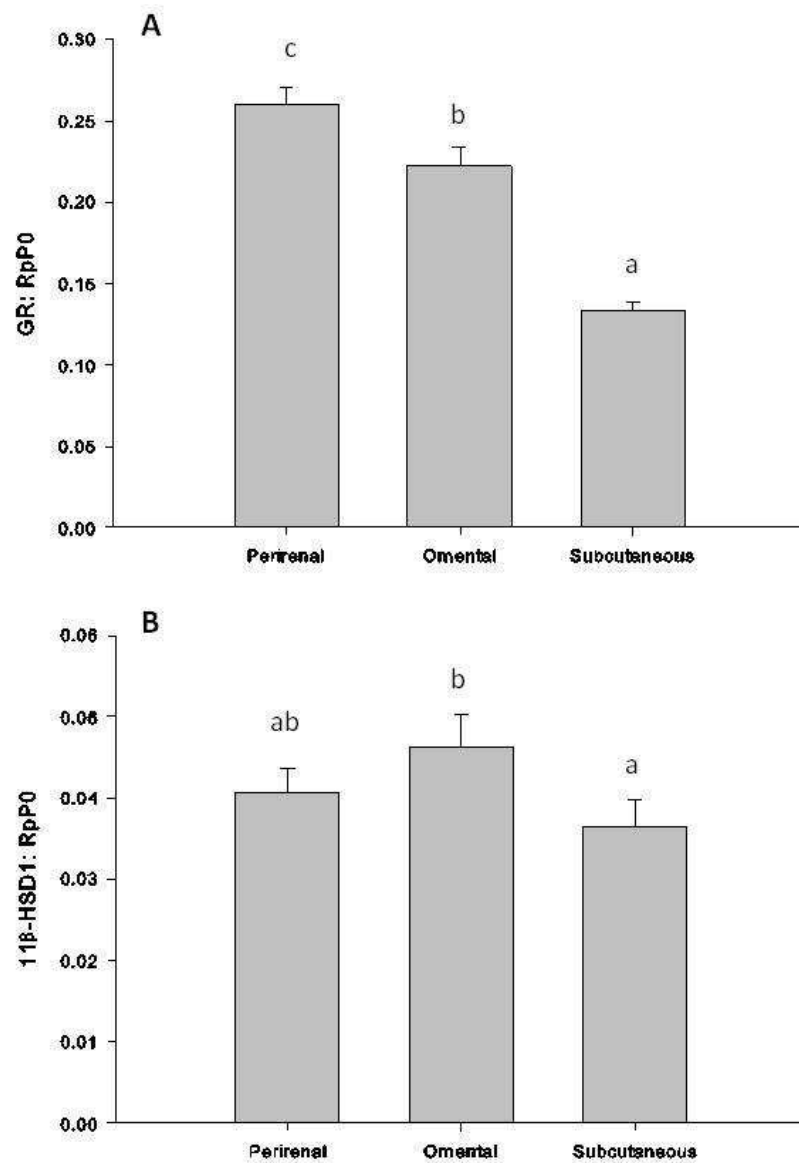 A
c
b
a
0.30
0.25
0.20
0.15
0.10
0.05
0.00
GR: RpP0
Perirenal Omental Subcutaneous
B
ab
b
a
0.06
0.05
0.04
0.03
0.02
0.01
0.00
11β-HSD1: RpP0
Perirenal Omental Subcutaneous